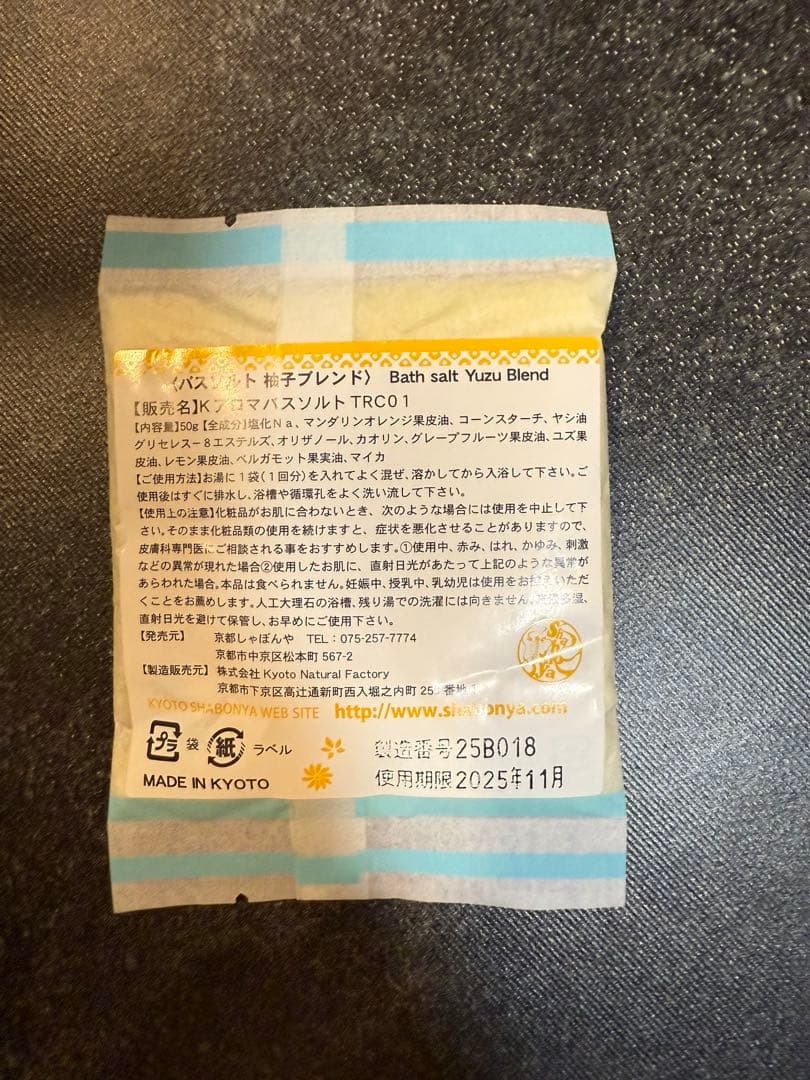 〈バスソルト 柚子ブレンド〉 Bath salt Yuzu Blend
【販売名】KアロマバスソルトTRC01
【内容量】50g【全成分】塩化Na、マンダリンオレンジ果皮油、コーンスターチ、ヤシ油
グリセレス-8エステルズ、オリザノール、カオリン、グレープフルーツ果皮油、ユズ果
皮油、レモン果皮油、ベルガモット果実油、マイカ
【ご使用方法】お湯に1袋(1回分)を入れてよく混ぜ、溶かしてから入浴して下さい。ご
使用後はすぐに排水し、浴槽や循環孔をよく洗い流して下さい。
【使用上の注意】化粧品がお肌に合わないとき、次のような場合には使用を中止して下
さい。そのまま化粧品類の使用を続けますと、症状を悪化させることがありますので、
皮膚科専門医にご相談される事をおすすめします。①使用中、赤み、はれ、かゆみ、刺激
などの異常が現れた場合②使用したお肌に、直射日光があたって上記のような異常が
あらわれた場合。本品は食べられません。妊娠中、授乳中、乳幼児は使用をお控えいただ
くことをお薦めします。人工大理石の浴槽、残り湯での洗濯には向きません。高温多湿、
直射日光を避けて保管し、お早めにご使用下さい。
【発売元】 京都しゃぼんや TEL:075-257-7774
京都市中京区松本町567-2
【製造販売元】 株式会社 Kyoto Natural Factory
京都市下京区高辻通新町西入堀之内町 25 番地
KYOTO SHABONYA WEB SITE http://www.shabonya.com
プラ 袋 紙 ラベル 製造番号25B018
MADE IN KYOTO 使用期限2025年11月